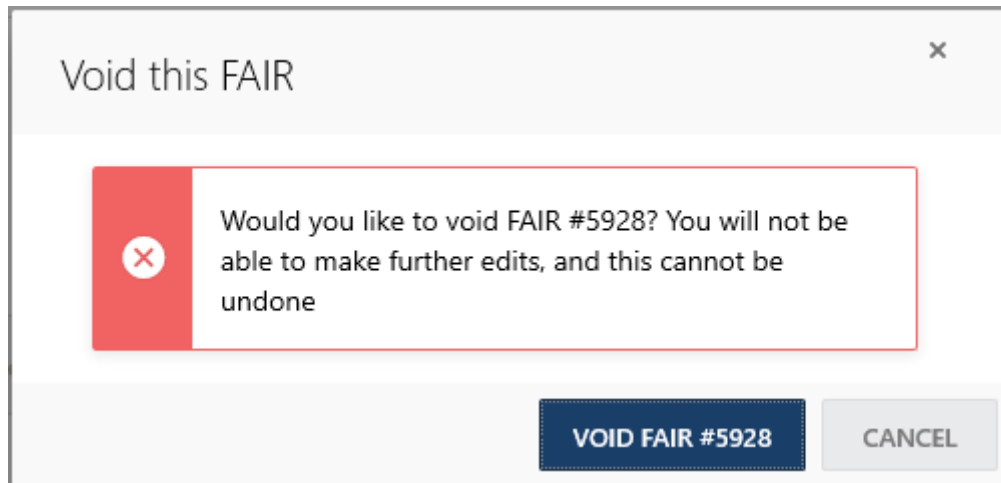 Void this FAIR
Would you like to void FAIR #5928? You will not be
able to make further edits, and this cannot be
undone
VOID FAIR #5928
CANCEL